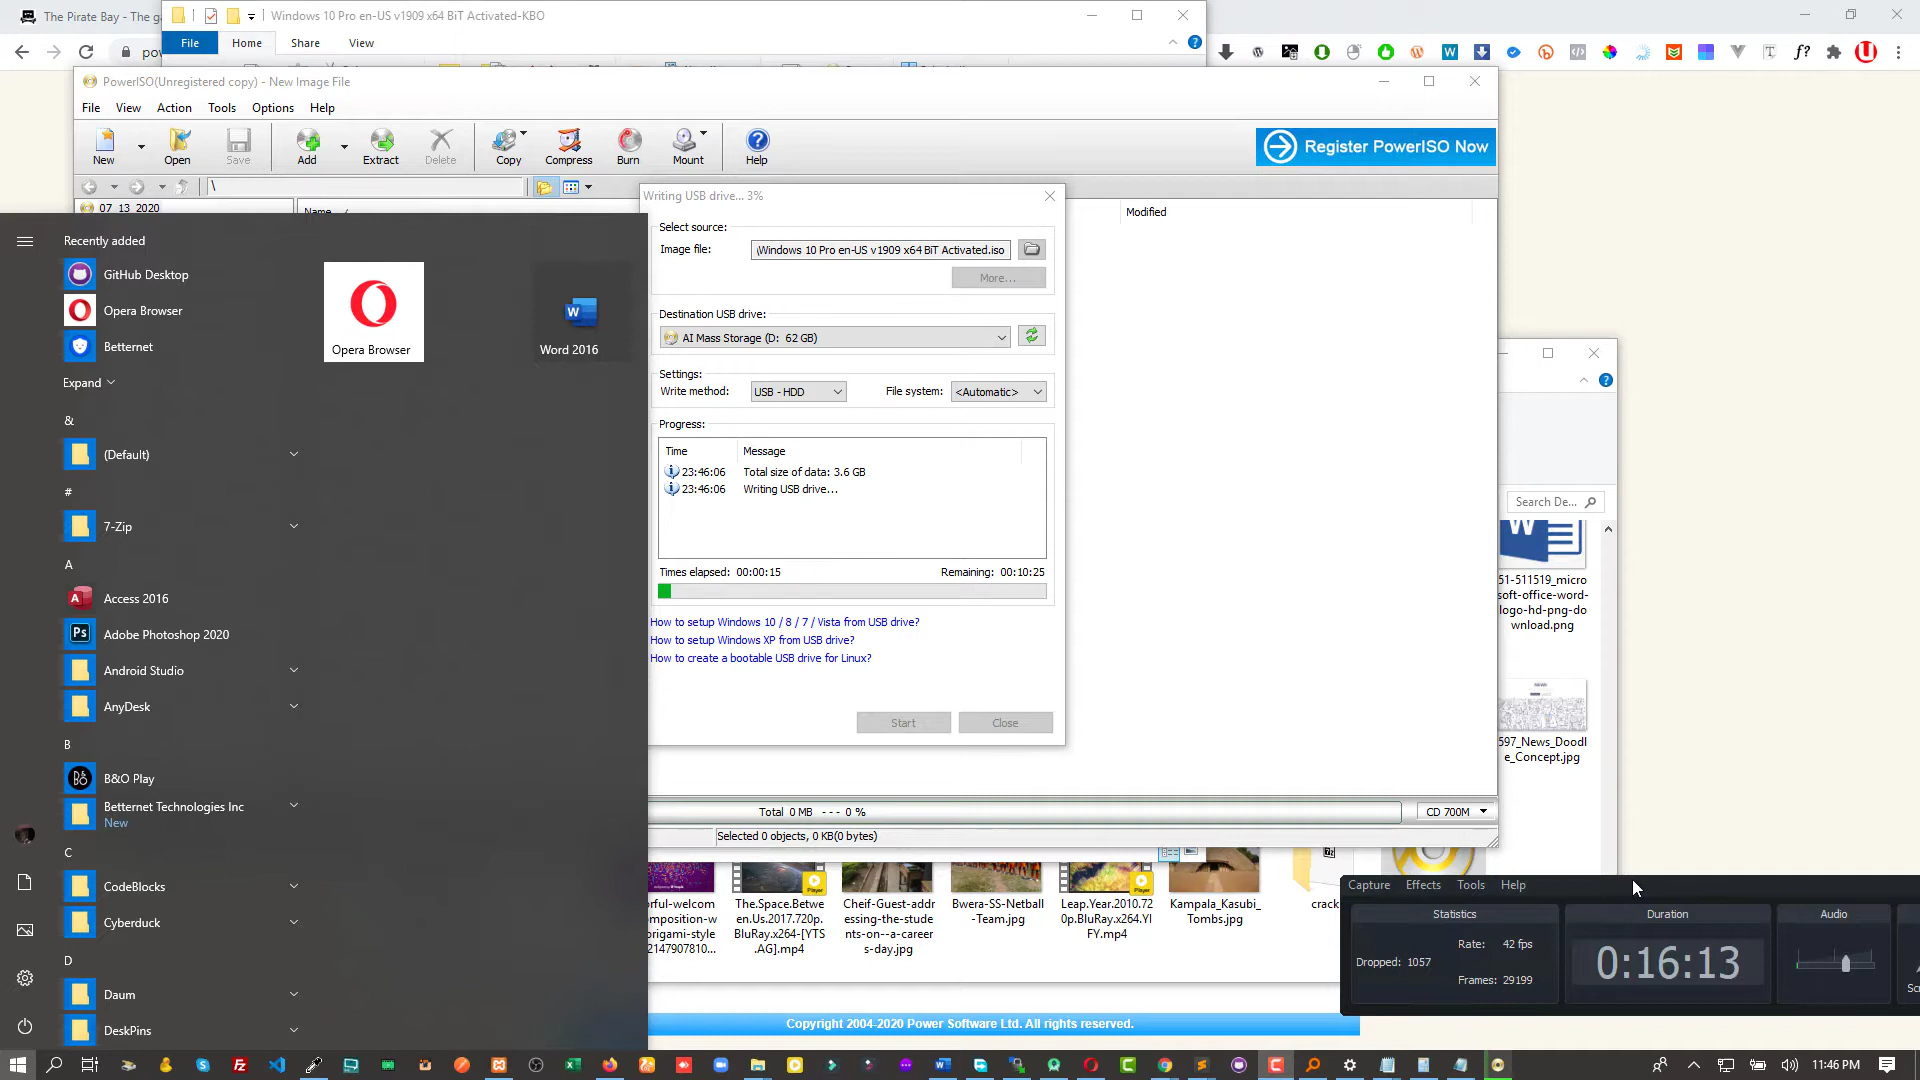 The Pirate Bay - The ga
Windows 10 Pro en-US v1909 x64 BiT Activated-KBO
File
Home
Share
View
pov
PowerISO(Unregistered copy) - New Image File
File
View
Action
Tools
Options
Help
New
Open
Save
Add
Extract
Delete
Copy
Compress
Burn
Mount
Help
Register PowerISO Now
\
07 13 2020
Name
Modified
Writing USB drive... 3%
Select source:
Image file:
\Windows 10 Pro en-US v1909 x64 BiT Activated.iso
More...
Destination USB drive:
AI Mass Storage (D: 62 GB)
Settings:
Write method:
USB - HDD
File system:
<Automatic>
Progress:
Time
Message
23:46:06
Total size of data: 3.6 GB
23:46:06
Writing USB drive...
Times elapsed: 00:00:15
Remaining: 00:10:25
How to setup Windows 10 / 8 / 7 / Vista from USB drive?
How to setup Windows XP from USB drive?
How to create a bootable USB drive for Linux?
Start
Close
Total 0 MB --- 0 %
CD 700M
Selected 0 objects, 0 KB(0 bytes)
Recently added
GitHub Desktop
Opera Browser
Betternet
Expand
&
(Default)
#
7-Zip
A
Access 2016
Adobe Photoshop 2020
Android Studio
AnyDesk
B
B&O Play
Betternet Technologies Inc
New
C
CodeBlocks
Cyberduck
D
Daum
DeskPins
Opera Browser
Word 2016
Search De...
51-511519_micro
soft-office-word-
logo-hd-png-do
wnload.png
597_News_Doodl
e_Concept.jpg
orful-welcom
mposition-w
origami-style
2147907810...
The.Space.Betwe
en.Us.2017.720p.
BluRay.x264-[YTS
.AG].mp4
Cheif-Guest-addr
essing-the-stude
nts-on--a-career
s-day.jpg
Bwera-SS-Netball
-Team.jpg
Leap.Year.2010.72
0p.BluRay.x264.YI
FY.mp4
Kampala_Kasubi_
Tombs.jpg
crack
Capture
Effects
Tools
Help
Statistics
Duration
Audio
Rate: 42 fps
Dropped: 1057
Frames: 29199
0:16:13
Scr
Copyright 2004-2020 Power Software Ltd. All rights reserved.
11:46 PM